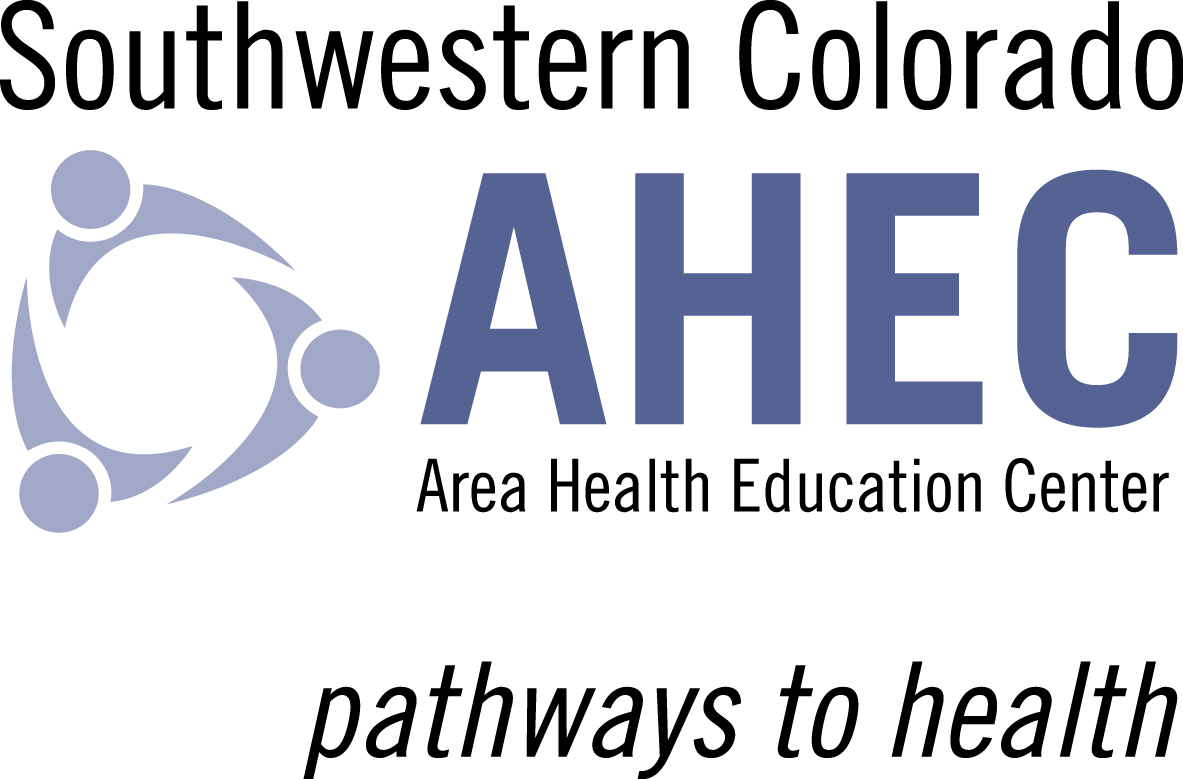 Southwestern Colorado
AHEC
Area Health Education Center
pathways to health